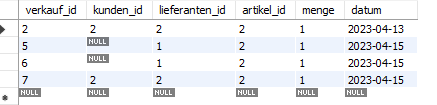 verkauf_id kunden_id lieferanten_id artikel_id menge datum
2 2 2 2 1 2023-04-13
5 NULL 1 2 1 2023-04-15
6 NULL 1 2 1 2023-04-15
7 2 2 2 1 2023-04-15
NULL NULL NULL NULL NULL NULL